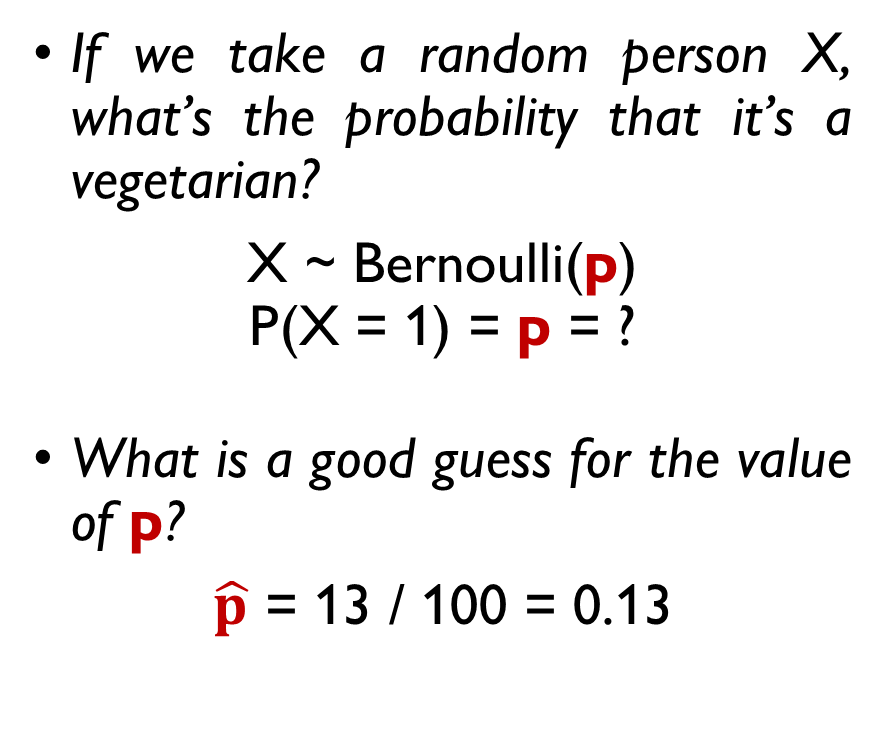 • If we take a random person X,
what's the probability that it's a
vegetarian?
X ~ Bernoulli(p)
P(X = 1) = p = ?
• What is a good guess for the value
of p?
p̂ = 13 / 100 = 0.13